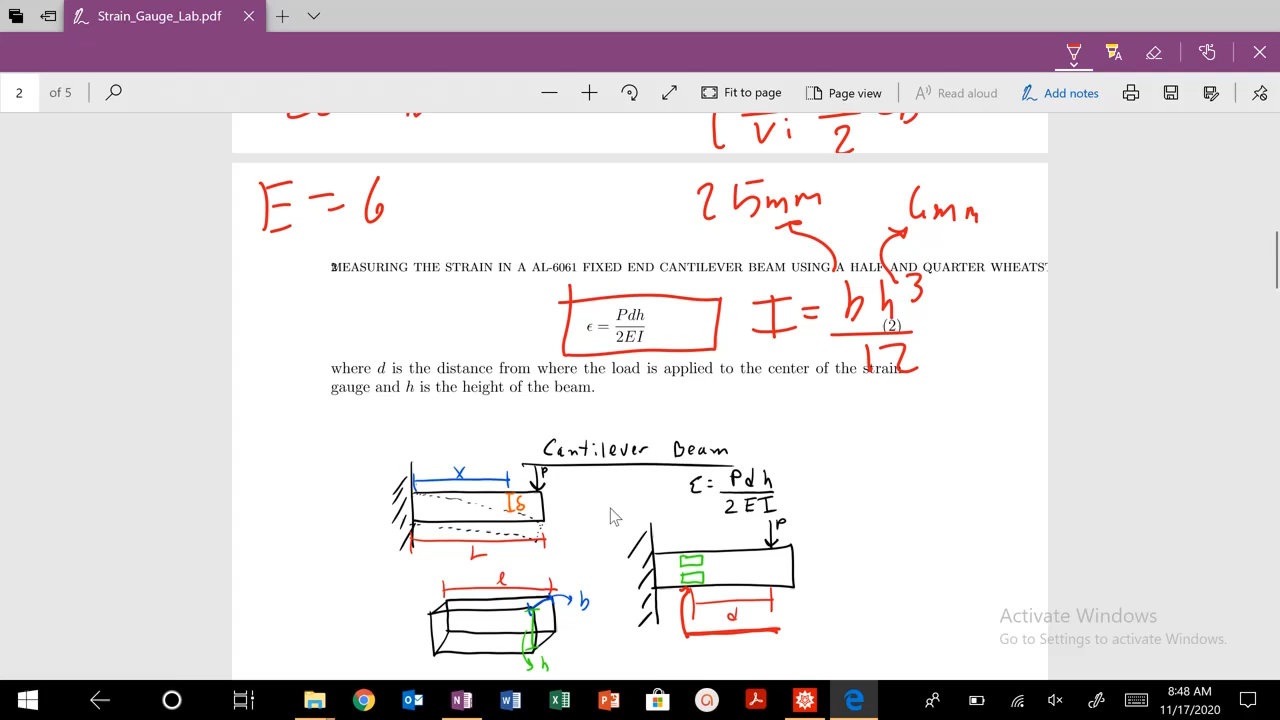 Strain_Gauge_Lab.pdf
2 of 5
Fit to page
Page view
Read aloud
Add notes
Vi 2
E = 6
25mm
6mm
MEASURING THE STRAIN IN A AL-6061 FIXED END CANTILEVER BEAM USING A HALF AND QUARTER WHEATST
I = bh³/12
ϵ = Pdh/2EI
(2)
where d is the distance from where the load is applied to the center of the strain
gauge and h is the height of the beam.
Cantilever Beam
x
P
δ
L
ε = Pdh/2EI
P
l
b
h
d
Activate Windows
Go to Settings to activate Windows.
8:48 AM
11/17/2020